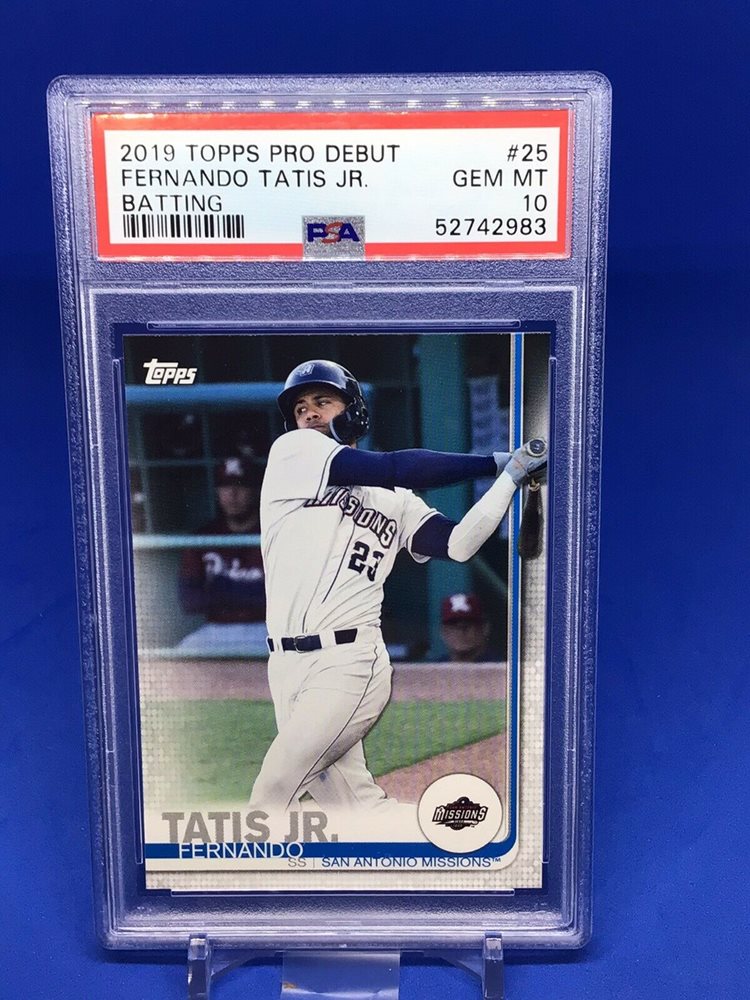 2019 TOPPS PRO DEBUT #25
FERNANDO TATIS JR. GEM MT
BATTING 10
PSA 52742983
topps
MISSIONS
23
MISSIONS
TATIS JR.
FERNANDO
SS | SAN ANTONIO MISSIONS™